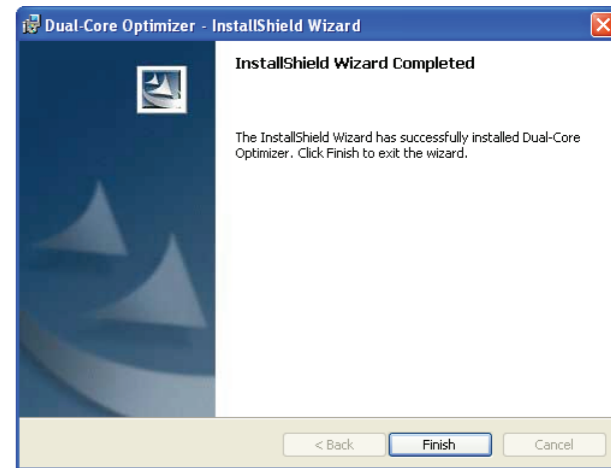 Dual-Core Optimizer - InstallShield Wizard
InstallShield Wizard Completed
The InstallShield Wizard has successfully installed Dual-Core
Optimizer. Click Finish to exit the wizard.
< Back Finish Cancel